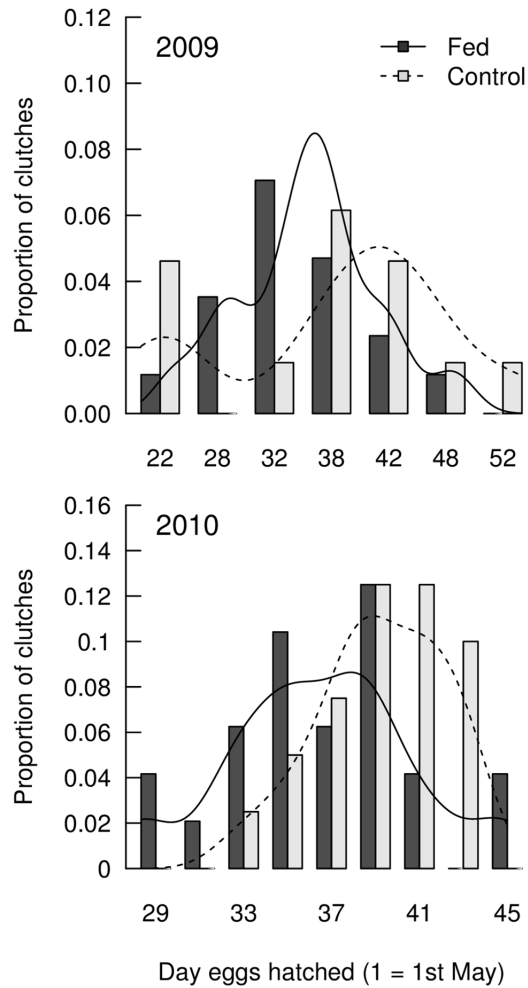 0.12
0.10
0.08
0.06
0.04
0.02
0.00
Proportion of clutches
2009
Fed
Control
22 28 32 38 42 48 52
0.16
0.14
0.12
0.1
0.08
0.06
0.04
0.02
0
Proportion of clutches
2010
29 33 37 41 45
Day eggs hatched (1 = 1st May)